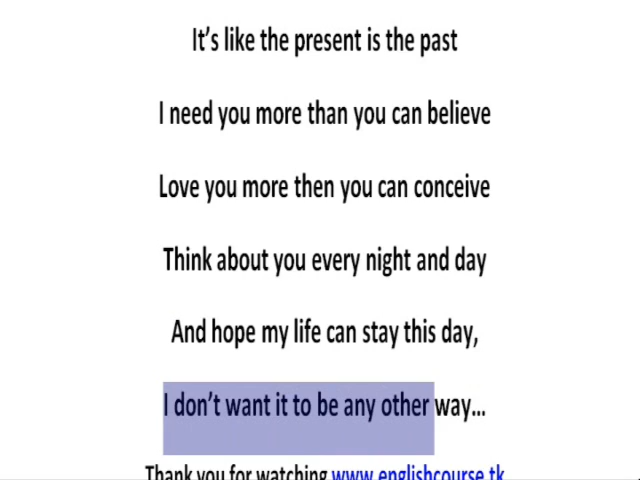 It's like the present is the past
I need you more than you can believe
Love you more then you can conceive
Think about you every night and day
And hope my life can stay this day,
I don't want it to be any other way...
Thank you for watching www.englishcourse.tk